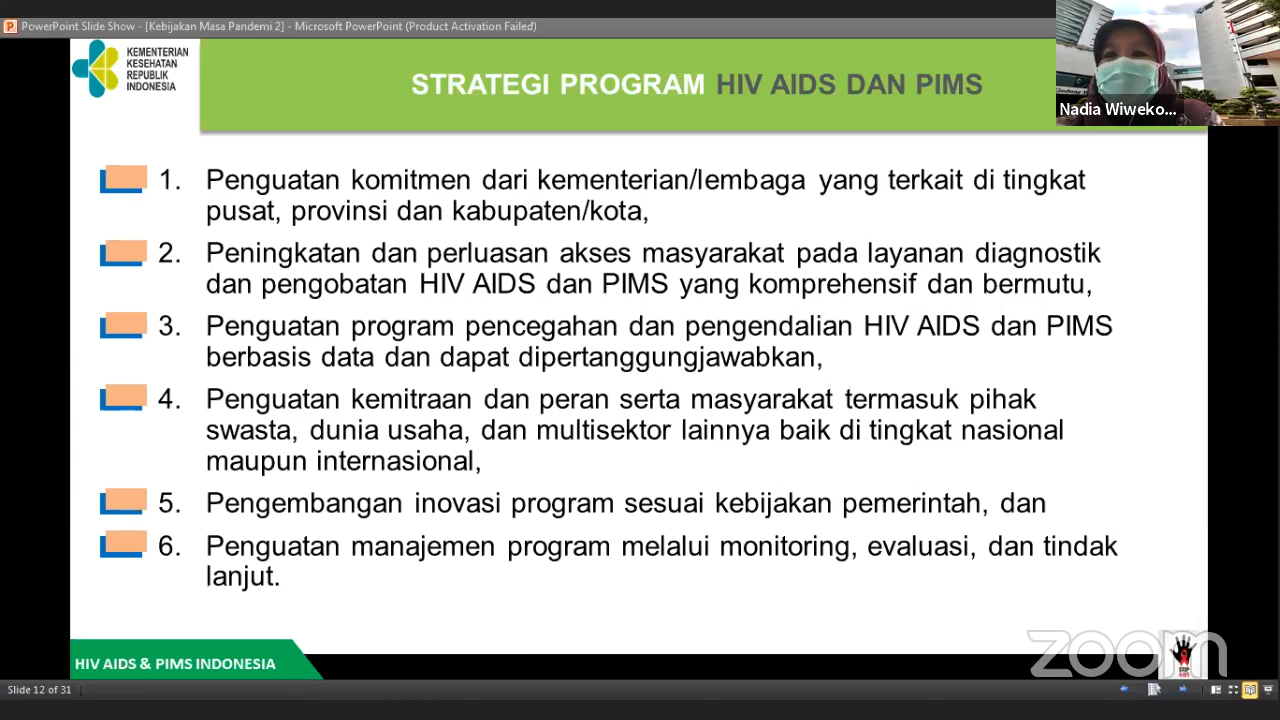 PowerPoint Slide Show - [Kebijakan Masa Pandemi 2] - Microsoft PowerPoint (Product Activation Failed)
KEMENTERIAN
KESEHATAN
REPUBLIK
INDONESIA
STRATEGI PROGRAM HIV AIDS DAN PIMS
Nadia Wiweko...
1. Penguatan komitmen dari kementerian/lembaga yang terkait di tingkat
pusat, provinsi dan kabupaten/kota,
2. Peningkatan dan perluasan akses masyarakat pada layanan diagnostik
dan pengobatan HIV AIDS dan PIMS yang komprehensif dan bermutu,
3. Penguatan program pencegahan dan pengendalian HIV AIDS dan PIMS
berbasis data dan dapat dipertanggungjawabkan,
4. Penguatan kemitraan dan peran serta masyarakat termasuk pihak
swasta, dunia usaha, dan multisektor lainnya baik di tingkat nasional
maupun internasional,
5. Pengembangan inovasi program sesuai kebijakan pemerintah, dan
6. Penguatan manajemen program melalui monitoring, evaluasi, dan tindak
lanjut.
HIV AIDS & PIMS INDONESIA
zoom
STOP
AIDS
Slide 12 of 31